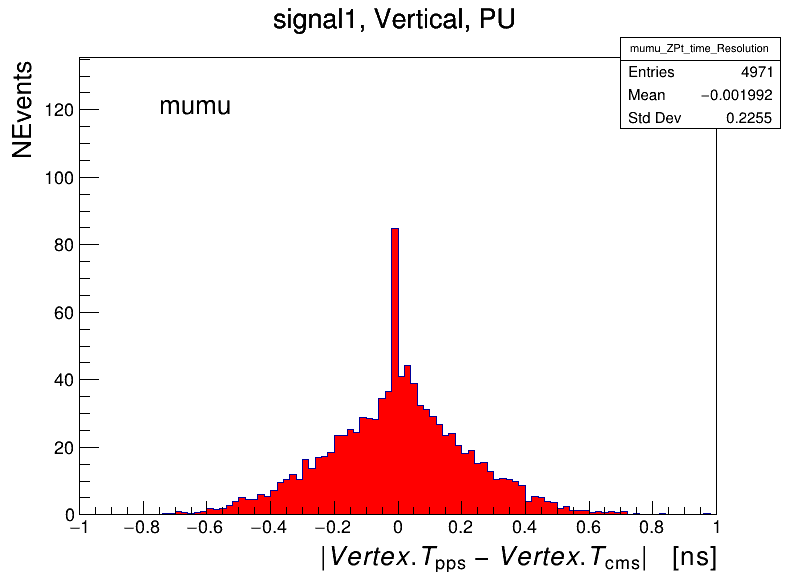 signal1, Vertical, PU
mumu_ZPt_time_Resolution
Entries 4971
Mean −0.001992
Std Dev 0.2255
NEvents
mumu
120
100
80
60
40
20
0
−1 −0.8 −0.6 −0.4 −0.2 0 0.2 0.4 0.6 0.8 1
|Vertex.Tpps − Vertex.Tcms| [ns]